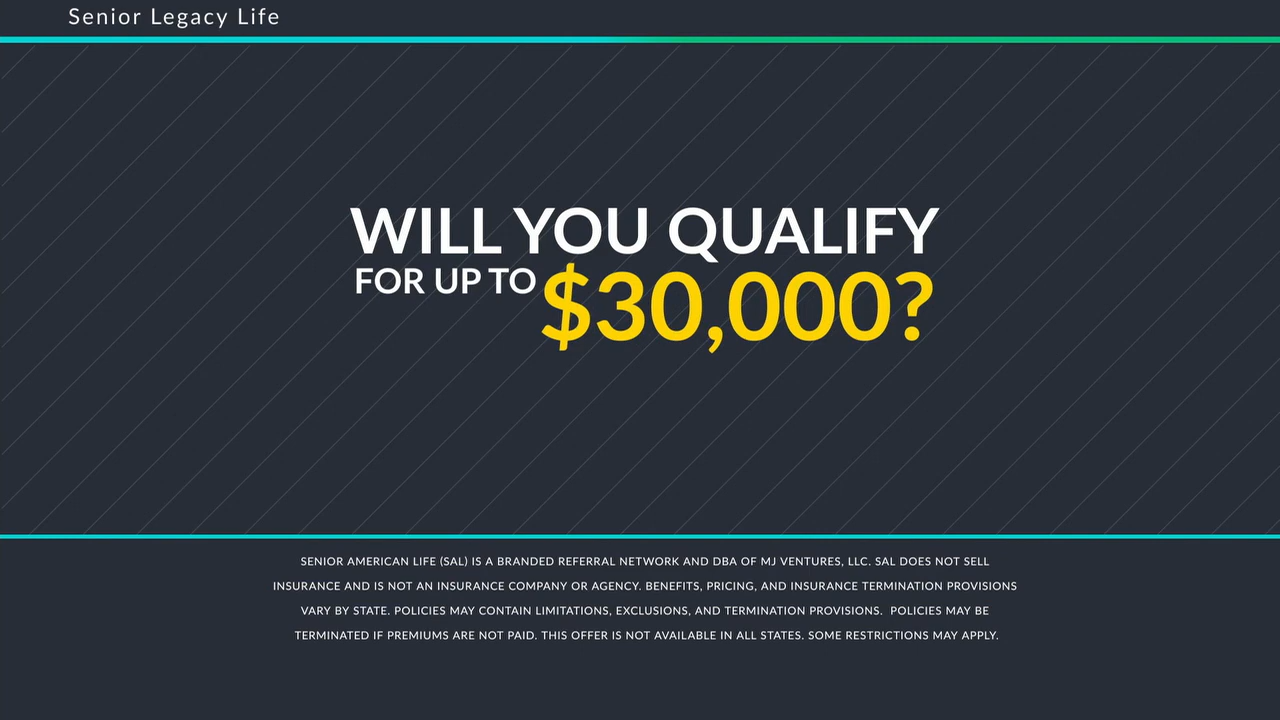 Senior Legacy Life
WILL YOU QUALIFY
FOR UP TO $30,000?
SENIOR AMERICAN LIFE (SAL) IS A BRANDED REFERRAL NETWORK AND DBA OF MJ VENTURES, LLC. SAL DOES NOT SELL
INSURANCE AND IS NOT AN INSURANCE COMPANY OR AGENCY. BENEFITS, PRICING, AND INSURANCE TERMINATION PROVISIONS
VARY BY STATE. POLICIES MAY CONTAIN LIMITATIONS, EXCLUSIONS, AND TERMINATION PROVISIONS. POLICIES MAY BE
TERMINATED IF PREMIUMS ARE NOT PAID. THIS OFFER IS NOT AVAILABLE IN ALL STATES. SOME RESTRICTIONS MAY APPLY.